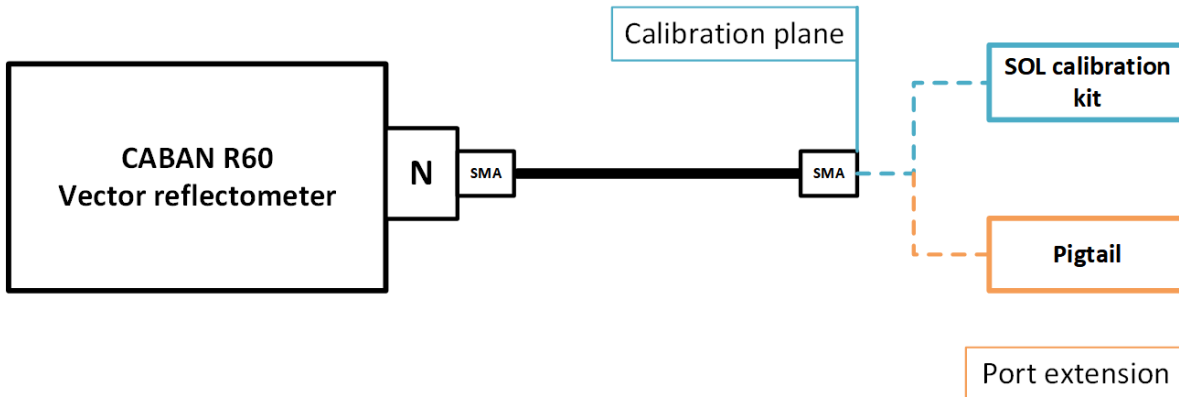 Calibration plane
SOL calibration
kit
CABAN R60
Vector reflectometer
N
SMA
SMA
Pigtail
Port extension